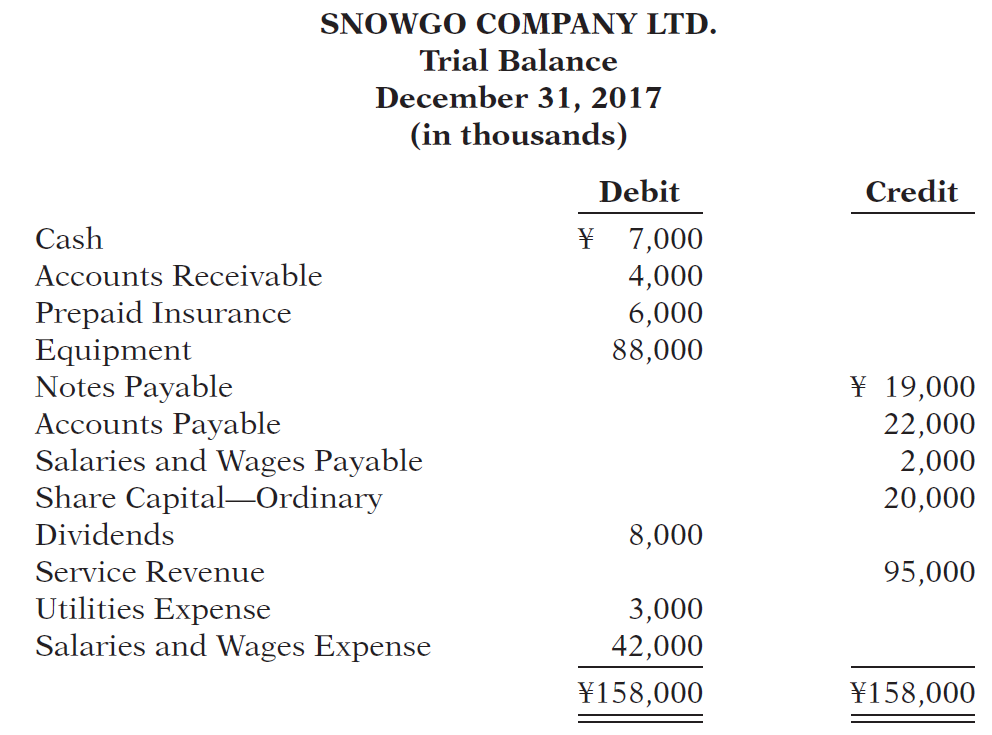 SNOWGO COMPANY LTD.
Trial Balance
December 31, 2017
(in thousands)
Debit Credit
Cash ¥ 7,000
Accounts Receivable 4,000
Prepaid Insurance 6,000
Equipment 88,000
Notes Payable ¥ 19,000
Accounts Payable 22,000
Salaries and Wages Payable 2,000
Share Capital—Ordinary 20,000
Dividends 8,000
Service Revenue 95,000
Utilities Expense 3,000
Salaries and Wages Expense 42,000
¥158,000 ¥158,000